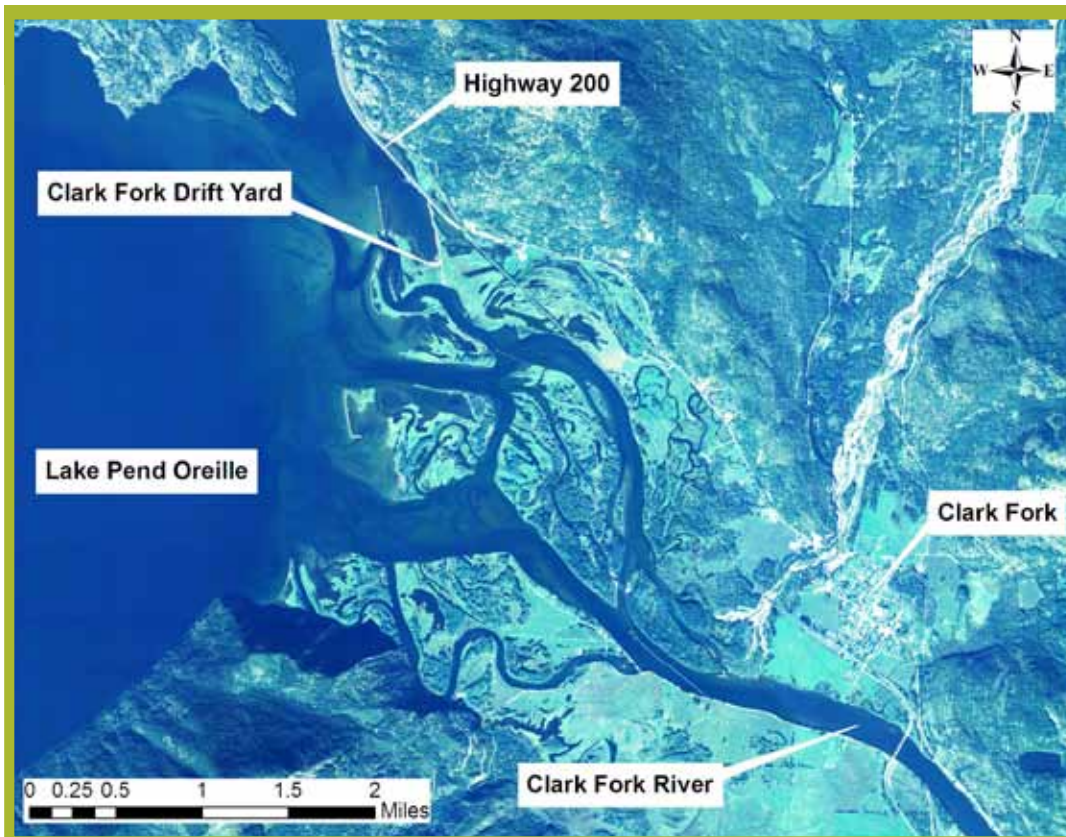 N
W E
S
Highway 200
Clark Fork Drift Yard
Lake Pend Oreille
Clark Fork
Clark Fork River
0 0.25 0.5 1 1.5 2
Miles